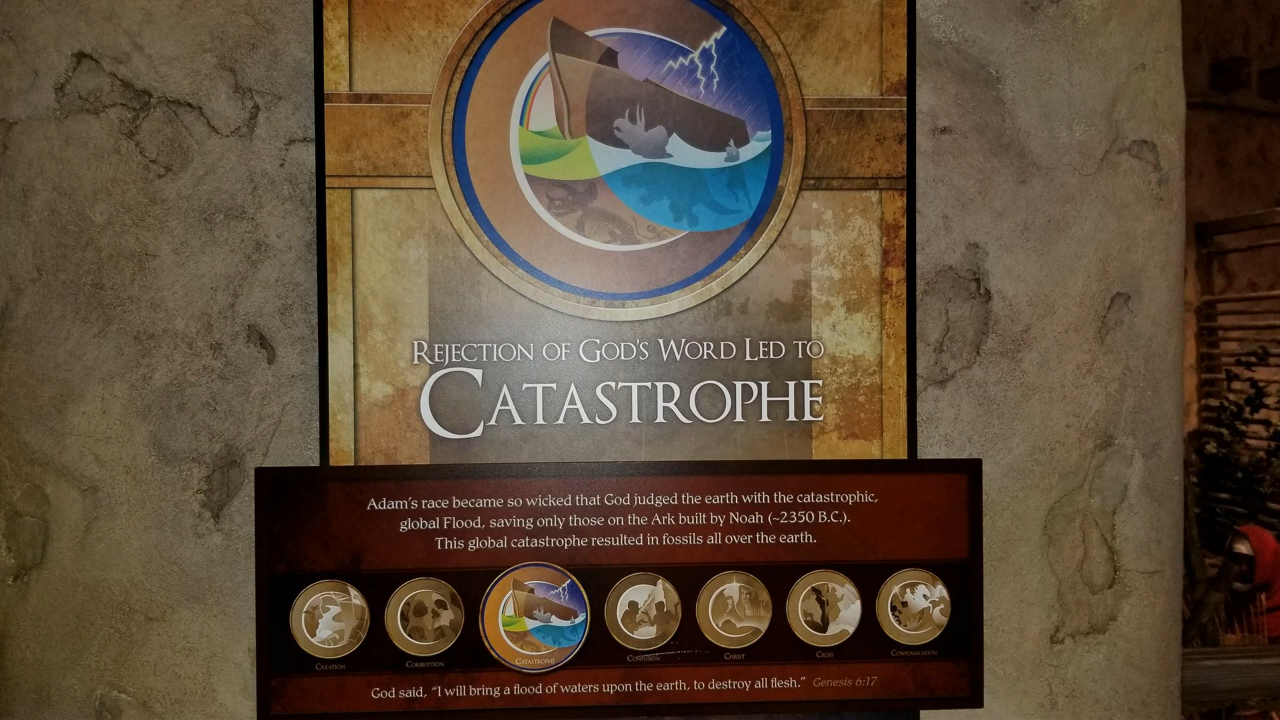 Rejection of God's Word Led to
Catastrophe
Adam's race became so wicked that God judged the earth with the catastrophic,
global Flood, saving only those on the Ark built by Noah (~2350 B.C.).
This global catastrophe resulted in fossils all over the earth.
Creation Corruption Catastrophe Confusion Christ Cross Consummation
God said, “I will bring a flood of waters upon the earth, to destroy all flesh.” Genesis 6:17